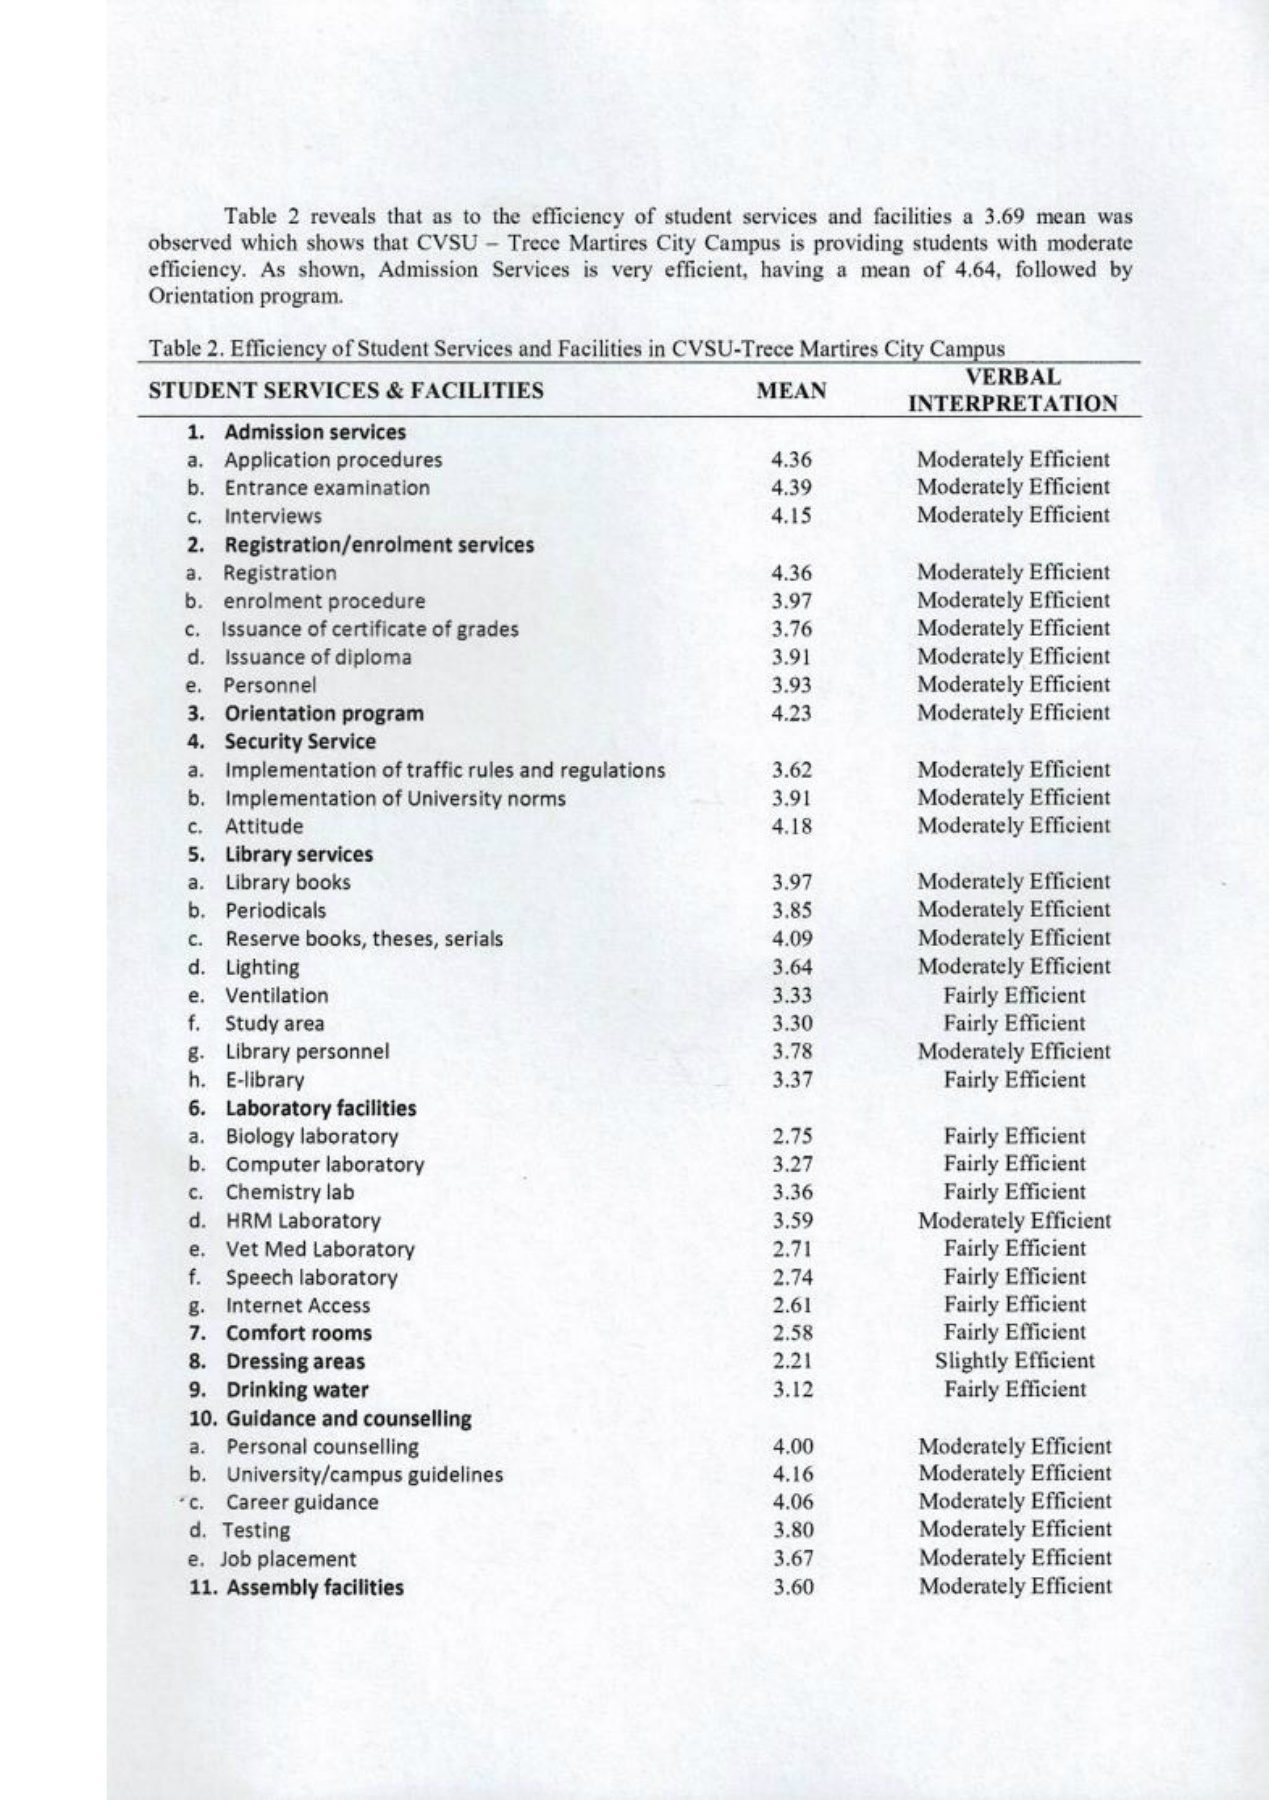 Table 2 reveals that as to the efficiency of student services and facilities a 3.69 mean was
observed which shows that CVSU – Trece Martires City Campus is providing students with moderate
efficiency. As shown, Admission Services is very efficient, having a mean of 4.64, followed by
Orientation program.
Table 2. Efficiency of Student Services and Facilities in CVSU-Trece Martires City Campus
STUDENT SERVICES & FACILITIES MEAN VERBAL INTERPRETATION
1. Admission services
a. Application procedures 4.36 Moderately Efficient
b. Entrance examination 4.39 Moderately Efficient
c. Interviews 4.15 Moderately Efficient
2. Registration/enrolment services
a. Registration 4.36 Moderately Efficient
b. enrolment procedure 3.97 Moderately Efficient
c. Issuance of certificate of grades 3.76 Moderately Efficient
d. Issuance of diploma 3.91 Moderately Efficient
e. Personnel 3.93 Moderately Efficient
3. Orientation program 4.23 Moderately Efficient
4. Security Service
a. Implementation of traffic rules and regulations 3.62 Moderately Efficient
b. Implementation of University norms 3.91 Moderately Efficient
c. Attitude 4.18 Moderately Efficient
5. Library services
a. Library books 3.97 Moderately Efficient
b. Periodicals 3.85 Moderately Efficient
c. Reserve books, theses, serials 4.09 Moderately Efficient
d. Lighting 3.64 Moderately Efficient
e. Ventilation 3.33 Fairly Efficient
f. Study area 3.30 Fairly Efficient
g. Library personnel 3.78 Moderately Efficient
h. E-library 3.37 Fairly Efficient
6. Laboratory facilities
a. Biology laboratory 2.75 Fairly Efficient
b. Computer laboratory 3.27 Fairly Efficient
c. Chemistry lab 3.36 Fairly Efficient
d. HRM Laboratory 3.59 Moderately Efficient
e. Vet Med Laboratory 2.71 Fairly Efficient
f. Speech laboratory 2.74 Fairly Efficient
g. Internet Access 2.61 Fairly Efficient
7. Comfort rooms 2.58 Fairly Efficient
8. Dressing areas 2.21 Slightly Efficient
9. Drinking water 3.12 Fairly Efficient
10. Guidance and counselling
a. Personal counselling 4.00 Moderately Efficient
b. University/campus guidelines 4.16 Moderately Efficient
c. Career guidance 4.06 Moderately Efficient
d. Testing 3.80 Moderately Efficient
e. Job placement 3.67 Moderately Efficient
11. Assembly facilities 3.60 Moderately Efficient